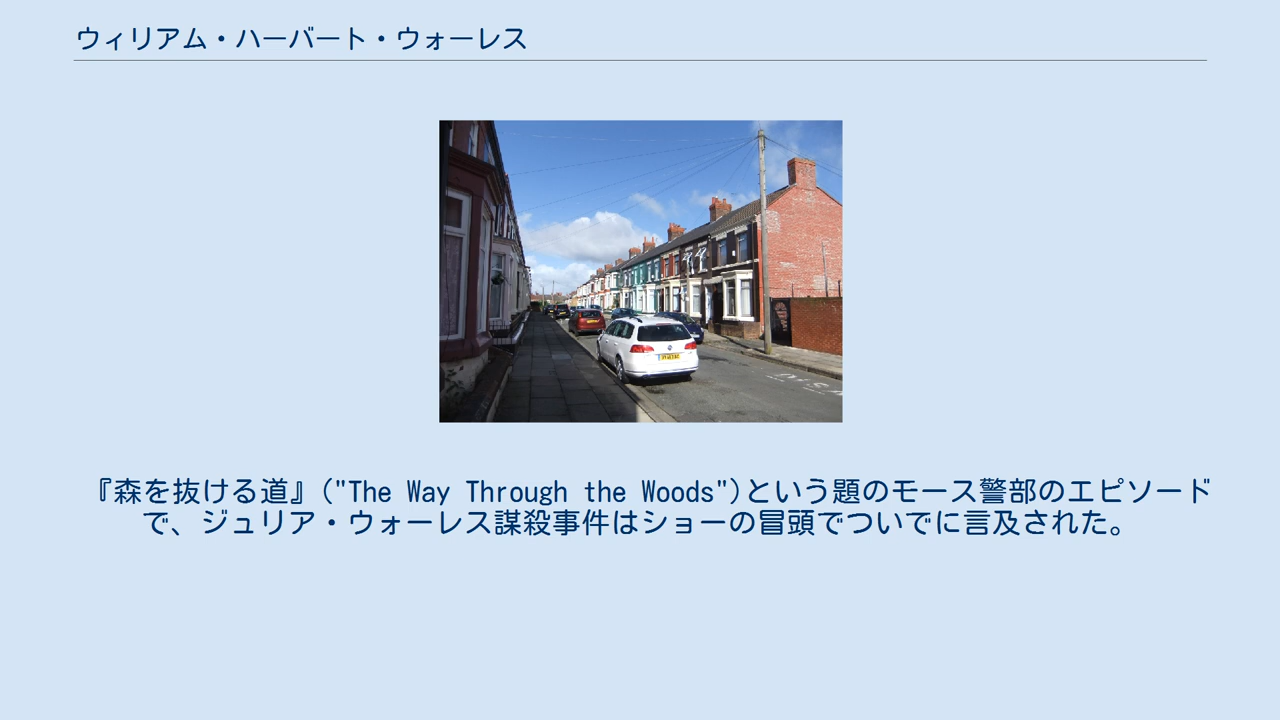 ウィリアム・ハーバート・ウォーレス
『森を抜ける道』("The Way Through the Woods")という題のモース警部のエピソード
で、ジュリア・ウォーレス謀殺事件はショーの冒頭でついでに言及された。